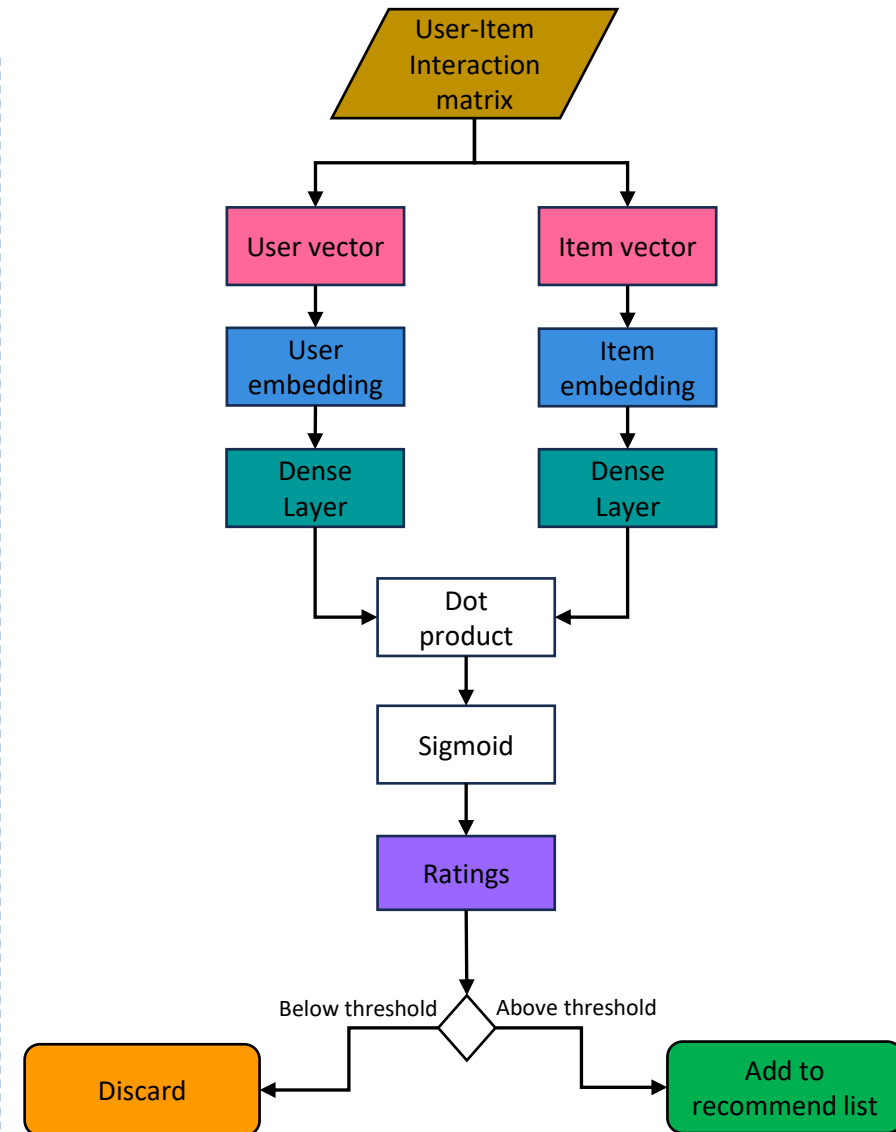 User-Item
Interaction
matrix
User vector
Item vector
User
embedding
Item
embedding
Dense
Layer
Dense
Layer
Dot
product
Sigmoid
Ratings
Below threshold
Above threshold
Discard
Add to
recommend list